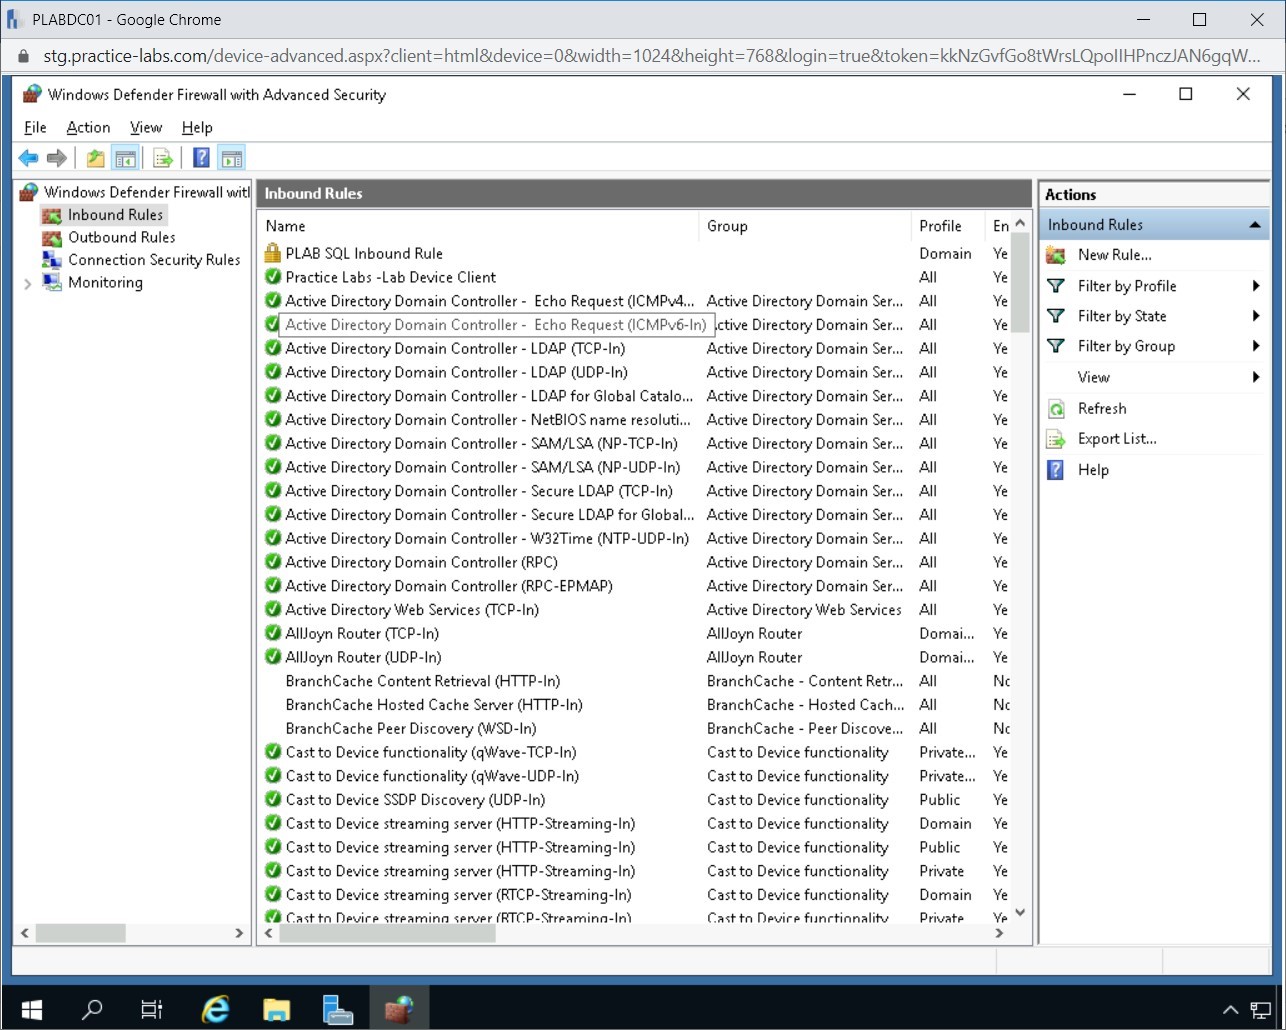 PLABDC01 - Google Chrome
stg.practice-labs.com/device-advanced.aspx?client=html&device=0&width=1024&height=768&login=true&token=kkNzGvfGo8tWrsLQpoIIHPnczJAN6gqW...
Windows Defender Firewall with Advanced Security
File Action View Help
Windows Defender Firewall witl
Inbound Rules
Outbound Rules
Connection Security Rules
Monitoring
Inbound Rules
Name Group Profile En
PLAB SQL Inbound Rule Domain Ye
Practice Labs -Lab Device Client All Ye
Active Directory Domain Controller - Echo Request (ICMPv4... Active Directory Domain Ser... All Ye
Active Directory Domain Controller - Echo Request (ICMPv6-In) .ctive Directory Domain Ser... All Ye
Active Directory Domain Controller - LDAP (TCP-In) Active Directory Domain Ser... All Ye
Active Directory Domain Controller - LDAP (UDP-In) Active Directory Domain Ser... All Ye
Active Directory Domain Controller - LDAP for Global Catalo... Active Directory Domain Ser... All Ye
Active Directory Domain Controller - NetBIOS name resoluti... Active Directory Domain Ser... All Ye
Active Directory Domain Controller - SAM/LSA (NP-TCP-In) Active Directory Domain Ser... All Ye
Active Directory Domain Controller - SAM/LSA (NP-UDP-In) Active Directory Domain Ser... All Ye
Active Directory Domain Controller - Secure LDAP (TCP-In) Active Directory Domain Ser... All Ye
Active Directory Domain Controller - Secure LDAP for Global... Active Directory Domain Ser... All Ye
Active Directory Domain Controller - W32Time (NTP-UDP-In) Active Directory Domain Ser... All Ye
Active Directory Domain Controller (RPC) Active Directory Domain Ser... All Ye
Active Directory Domain Controller (RPC-EPMAP) Active Directory Domain Ser... All Ye
Active Directory Web Services (TCP-In) Active Directory Web Services All Ye
AllJoyn Router (TCP-In) AllJoyn Router Domai... Ye
AllJoyn Router (UDP-In) AllJoyn Router Domai... Ye
BranchCache Content Retrieval (HTTP-In) BranchCache - Content Retr... All Nc
BranchCache Hosted Cache Server (HTTP-In) BranchCache - Hosted Cach... All Nc
BranchCache Peer Discovery (WSD-In) BranchCache - Peer Discove... All Nc
Cast to Device functionality (qWave-TCP-In) Cast to Device functionality Private... Ye
Cast to Device functionality (qWave-UDP-In) Cast to Device functionality Private... Ye
Cast to Device SSDP Discovery (UDP-In) Cast to Device functionality Public Ye
Cast to Device streaming server (HTTP-Streaming-In) Cast to Device functionality Domain Ye
Cast to Device streaming server (HTTP-Streaming-In) Cast to Device functionality Public Ye
Cast to Device streaming server (HTTP-Streaming-In) Cast to Device functionality Private Ye
Cast to Device streaming server (RTCP-Streaming-In) Cast to Device functionality Domain Ye
Cast to Device streaming server (RTCP-Streaming-In) Cast to Device functionality Private Ye
Actions
Inbound Rules
New Rule...
Filter by Profile
Filter by State
Filter by Group
View
Refresh
Export List...
Help